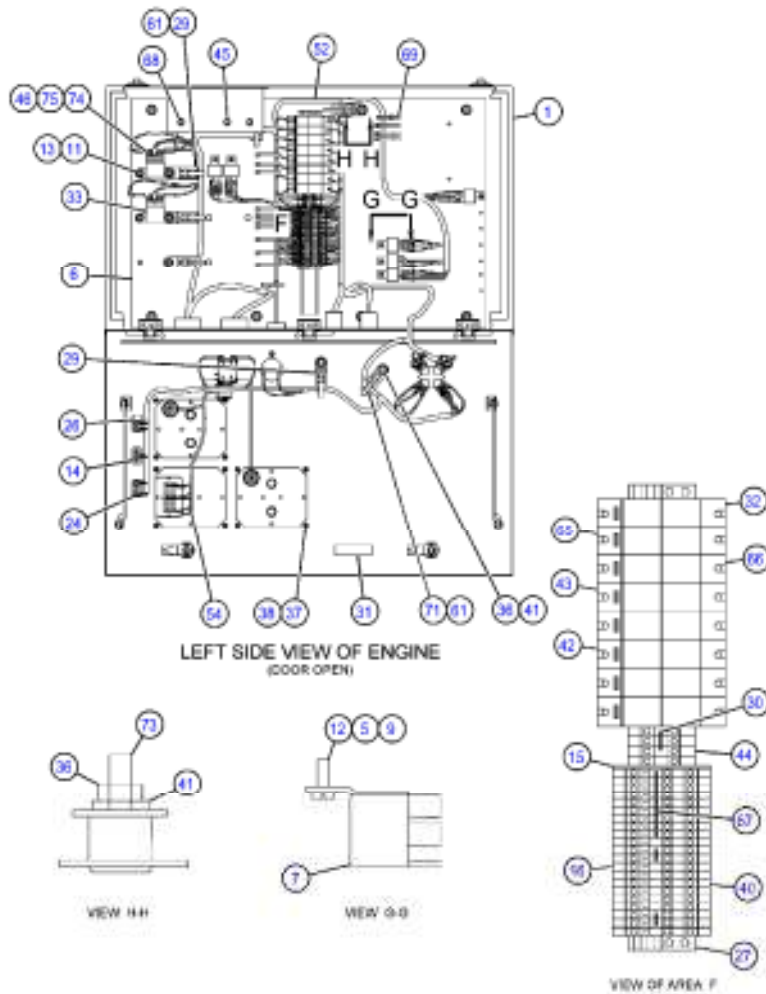 61 29
68 45 52 69
46 75 74 1
13 11 H H
33 G G
F
6
29
26
14
24
32
65
66
54 38 37 31 71 61 36 41 43
LEFT SIDE VIEW OF ENGINE
(DOOR OPEN)
42
30
73 12 5 9 44
36 41 15
67
7
40
VIEW H-H VIEW G-G
27
VIEW OF AREA F